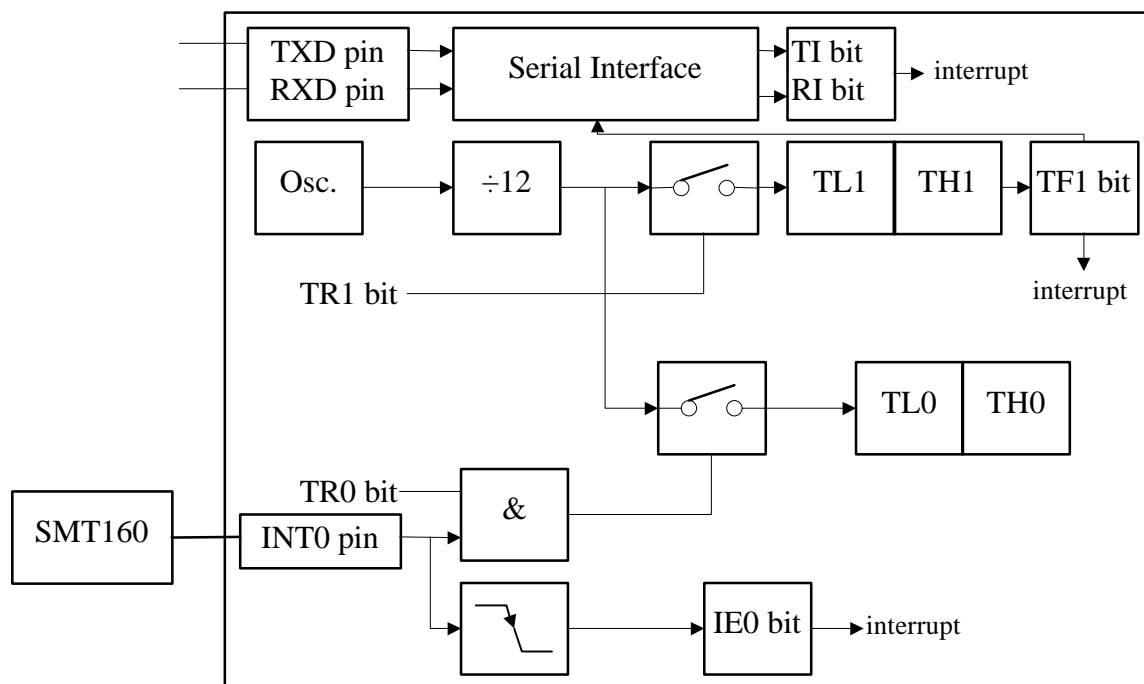 TXD pin
RXD pin
Serial Interface
TI bit
RI bit
interrupt
Osc.
÷12
TL1
TH1
TF1 bit
TR1 bit
interrupt
TL0
TH0
TR0 bit
&
SMT160
INT0 pin
IE0 bit
interrupt